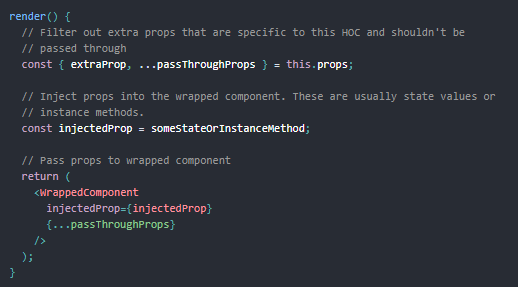 render() {
  // Filter out extra props that are specific to this HOC and shouldn't be
  // passed through
  const { extraProp, ...passThroughProps } = this.props;

  // Inject props into the wrapped component. These are usually state values or
  // instance methods.
  const injectedProp = someStateOrInstanceMethod;

  // Pass props to wrapped component
  return (
    <WrappedComponent
      injectedProp={injectedProp}
      {...passThroughProps}
    />
  );
}